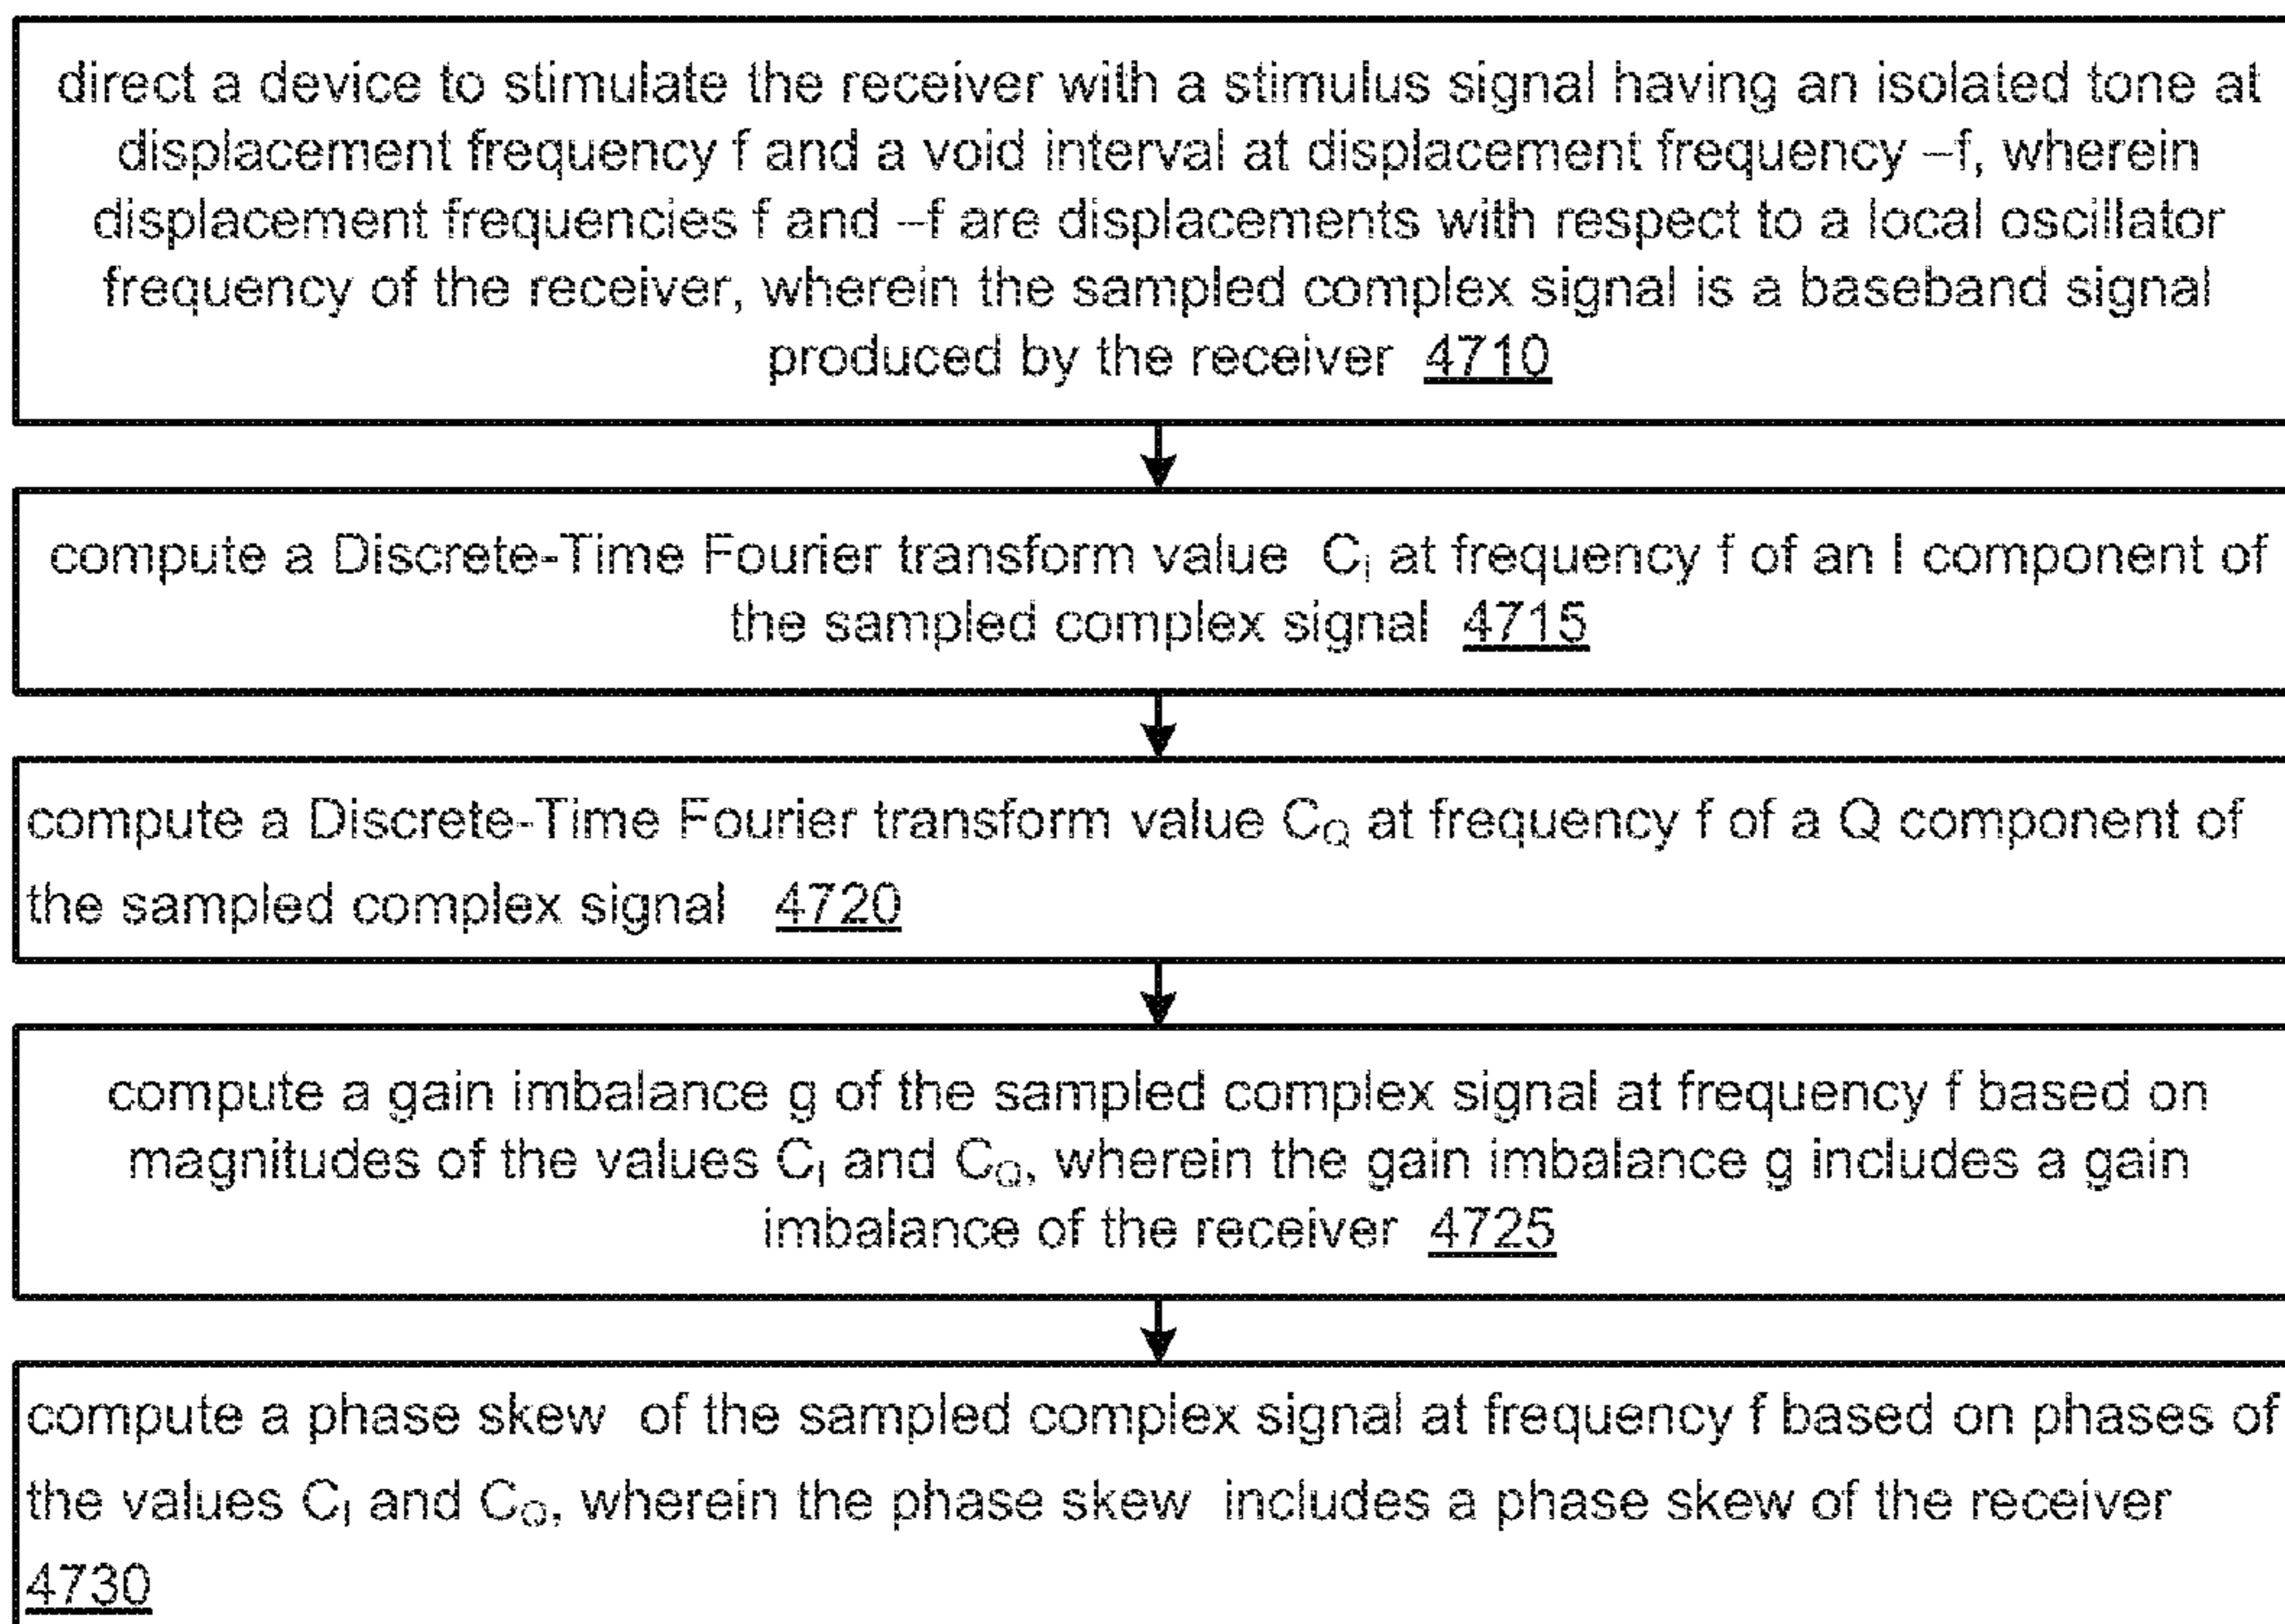 direct a device to stimulate the receiver with a stimulus signal having an isolated tone at
displacement frequency f and a void interval at displacement frequency –f, wherein
displacement frequencies f and –f are displacements with respect to a local oscillator
frequency of the receiver, wherein the sampled complex signal is a baseband signal
produced by the receiver 4710
compute a Discrete-Time Fourier transform value C_I at frequency f of an I component of
the sampled complex signal 4715
compute a Discrete-Time Fourier transform value C_Q at frequency f of a Q component of
the sampled complex signal 4720
compute a gain imbalance g of the sampled complex signal at frequency f based on
magnitudes of the values C_I and C_Q, wherein the gain imbalance g includes a gain
imbalance of the receiver 4725
compute a phase skew of the sampled complex signal at frequency f based on phases of
the values C_I and C_Q, wherein the phase skew includes a phase skew of the receiver
4730